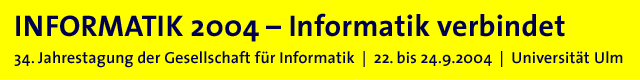 INFORMATIK 2004 – Informatik verbindet
34. Jahrestagung der Gesellschaft für Informatik | 22. bis 24.9.2004 | Universität Ulm